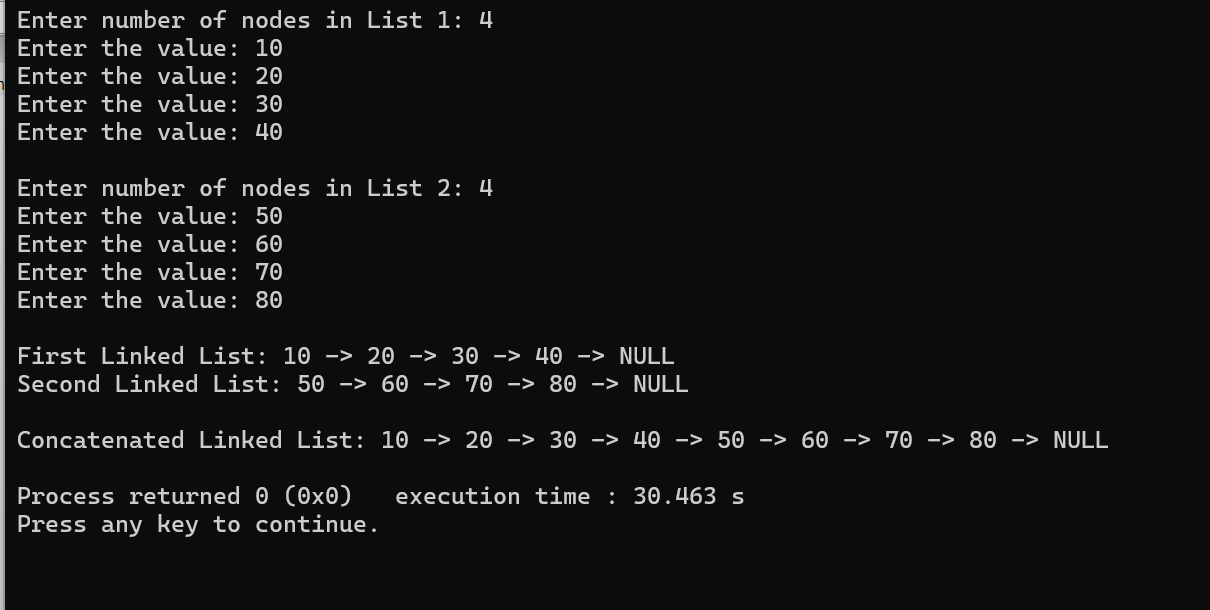 Enter number of nodes in List 1: 4
Enter the value: 10
Enter the value: 20
Enter the value: 30
Enter the value: 40
Enter number of nodes in List 2: 4
Enter the value: 50
Enter the value: 60
Enter the value: 70
Enter the value: 80
First Linked List: 10 -> 20 -> 30 -> 40 -> NULL
Second Linked List: 50 -> 60 -> 70 -> 80 -> NULL
Concatenated Linked List: 10 -> 20 -> 30 -> 40 -> 50 -> 60 -> 70 -> 80 -> NULL
Process returned 0 (0x0)   execution time : 30.463 s
Press any key to continue.